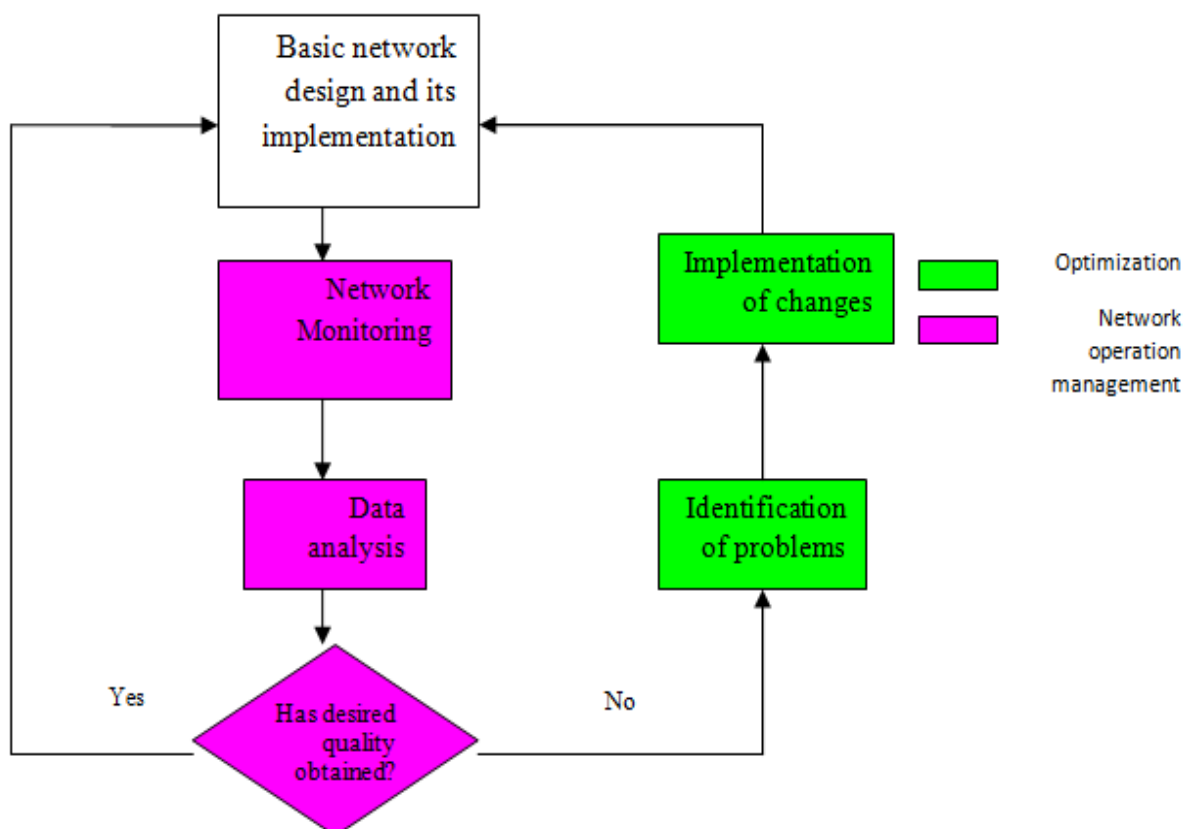 Basic network
design and its
implementation
Network
Monitoring
Data
analysis
Has desired
quality
obtained?
Yes
No
Implementation
of changes
Identification
of problems
Optimization
Network
operation
management